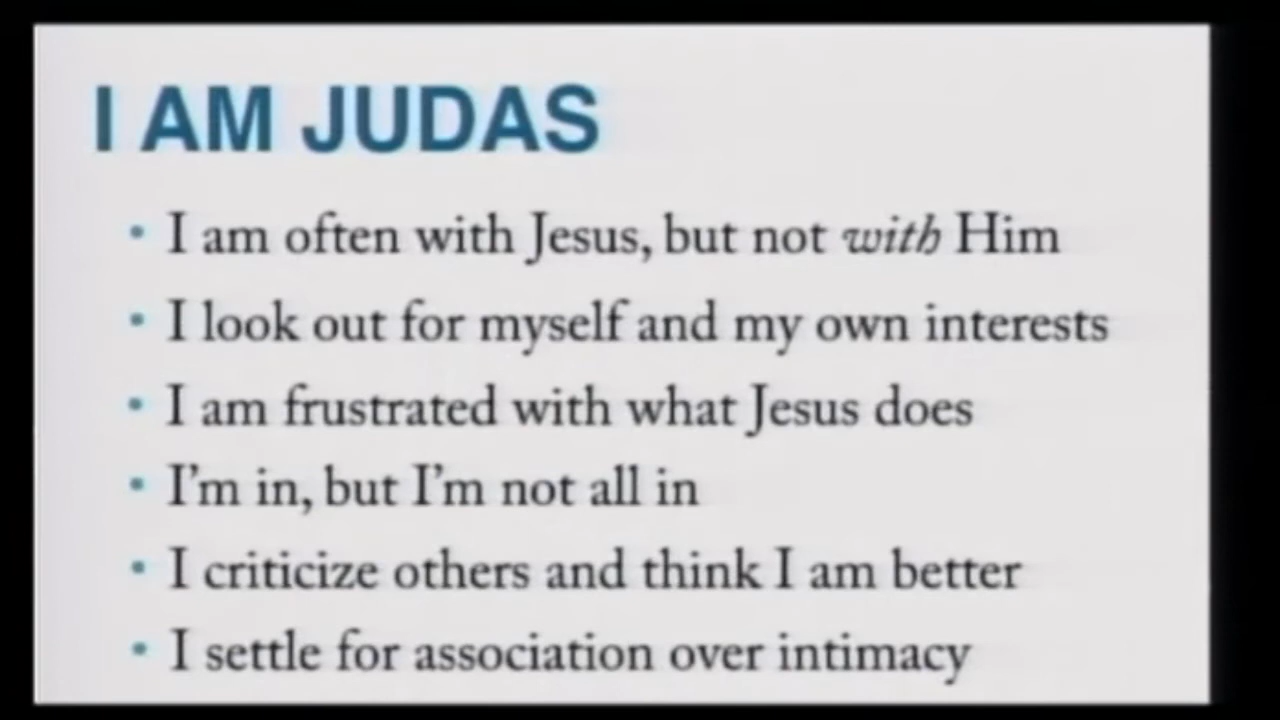 I AM JUDAS
• I am often with Jesus, but not with Him
• I look out for myself and my own interests
• I am frustrated with what Jesus does
• I'm in, but I'm not all in
• I criticize others and think I am better
• I settle for association over intimacy